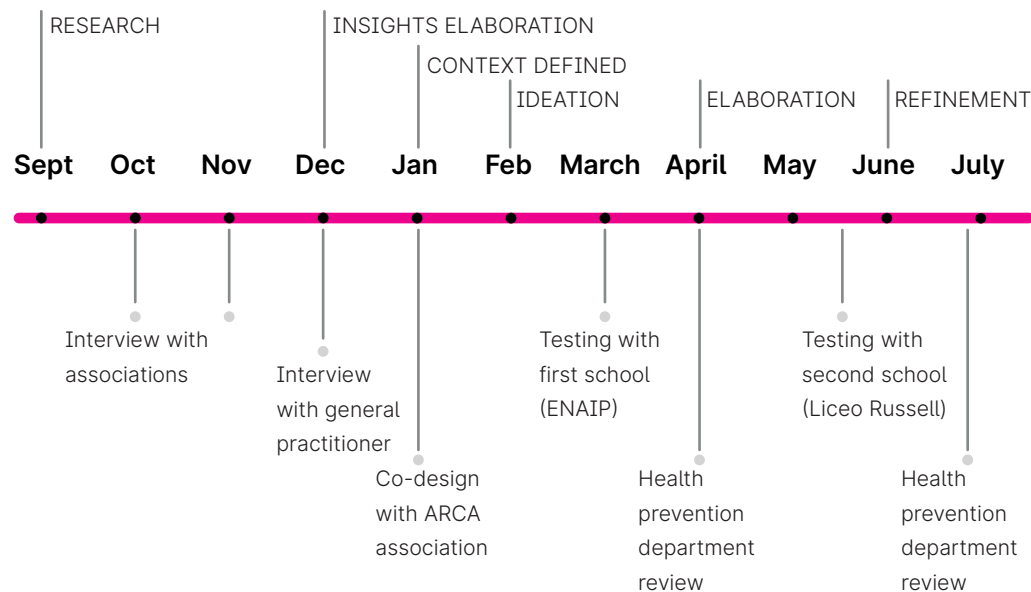 RESEARCH
INSIGHTS ELABORATION
CONTEXT DEFINED
IDEATION
ELABORATION
REFINEMENT
Sept Oct Nov Dec Jan Feb March April May June July
Interview with
associations
Interview
with general
practitioner
Co-design
with ARCA
association
Testing with
first school
(ENAIP)
Health
prevention
department
review
Testing with
second school
(Liceo Russell)
Health
prevention
department
review